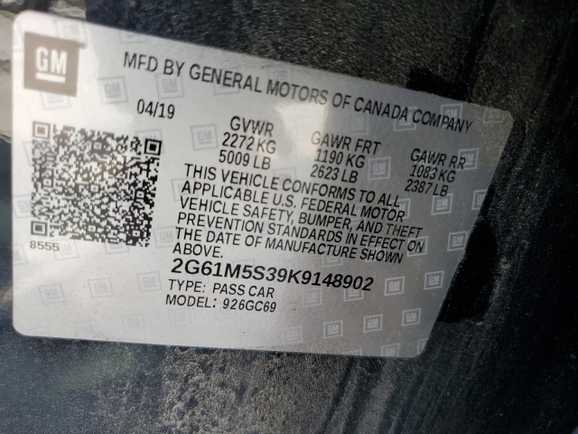 GM
MFD BY GENERAL MOTORS OF CANADA COMPANY
04/19
GVWR
2272 KG
5009 LB
GAWR FRT
1190 KG
2623 LB
GAWR RR
1083 KG
2387 LB
THIS VEHICLE CONFORMS TO ALL
APPLICABLE U.S. FEDERAL MOTOR
VEHICLE SAFETY, BUMPER, AND THEFT
PREVENTION STANDARDS IN EFFECT ON
THE DATE OF MANUFACTURE SHOWN
ABOVE.
8555
2G61M5S39K9148902
TYPE: PASS CAR
MODEL: 926GC69